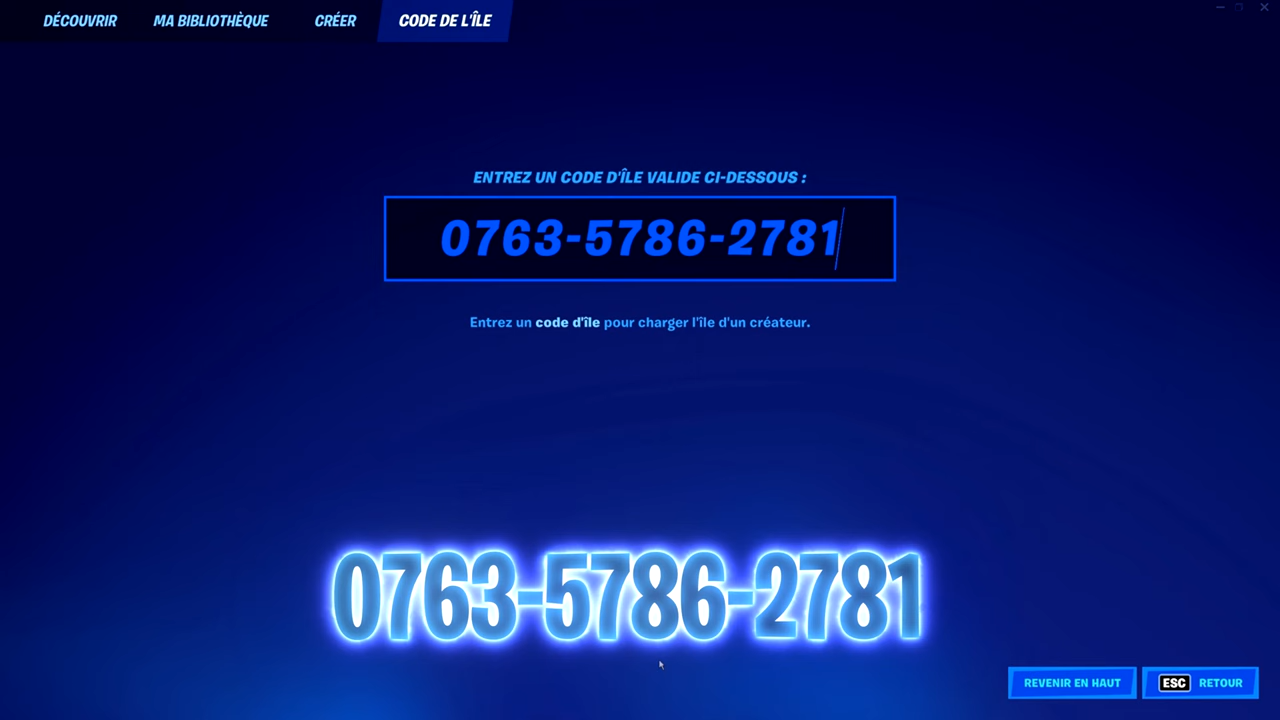 DÉCOUVRIR MA BIBLIOTHÈQUE CRÉER CODE DE L'ÎLE
ENTREZ UN CODE D'ÎLE VALIDE CI-DESSOUS :
0763-5786-2781
Entrez un code d'île pour charger l'île d'un créateur.
0763-5786-2781
REVENIR EN HAUT ESC RETOUR